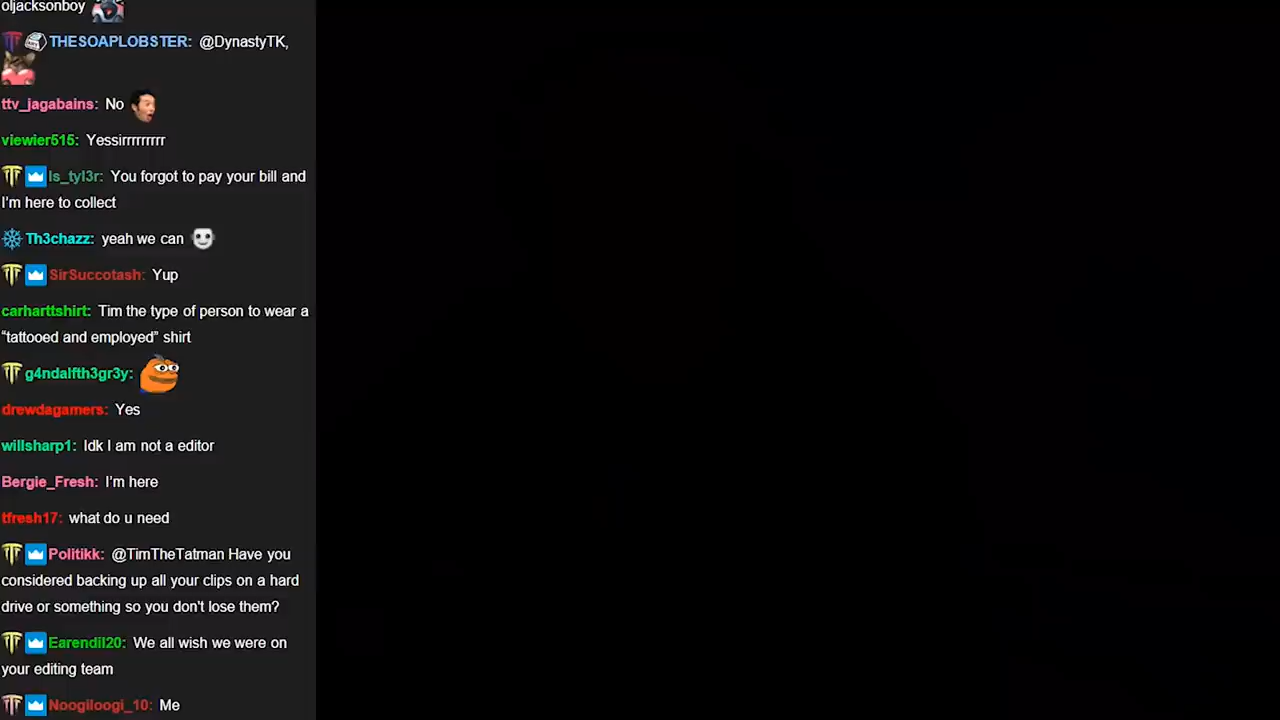 oljacksonboy
THESOAPLOBSTER: @DynastyTK,
ttv_jagabains: No
viewier515: Yessirrrrrrrrr
ls_tyl3r: You forgot to pay your bill and
I'm here to collect
Th3chazz: yeah we can
SirSuccotash: Yup
carharttshirt: Tim the type of person to wear a
“tattooed and employed” shirt
g4ndalfth3gr3y:
drewdagamers: Yes
willsharp1: Idk I am not a editor
Bergie_Fresh: I'm here
tfresh17: what do u need
Politikk: @TimTheTatman Have you
considered backing up all your clips on a hard
drive or something so you don't lose them?
Earendil20: We all wish we were on
your editing team
Noogiloogi_10: Me